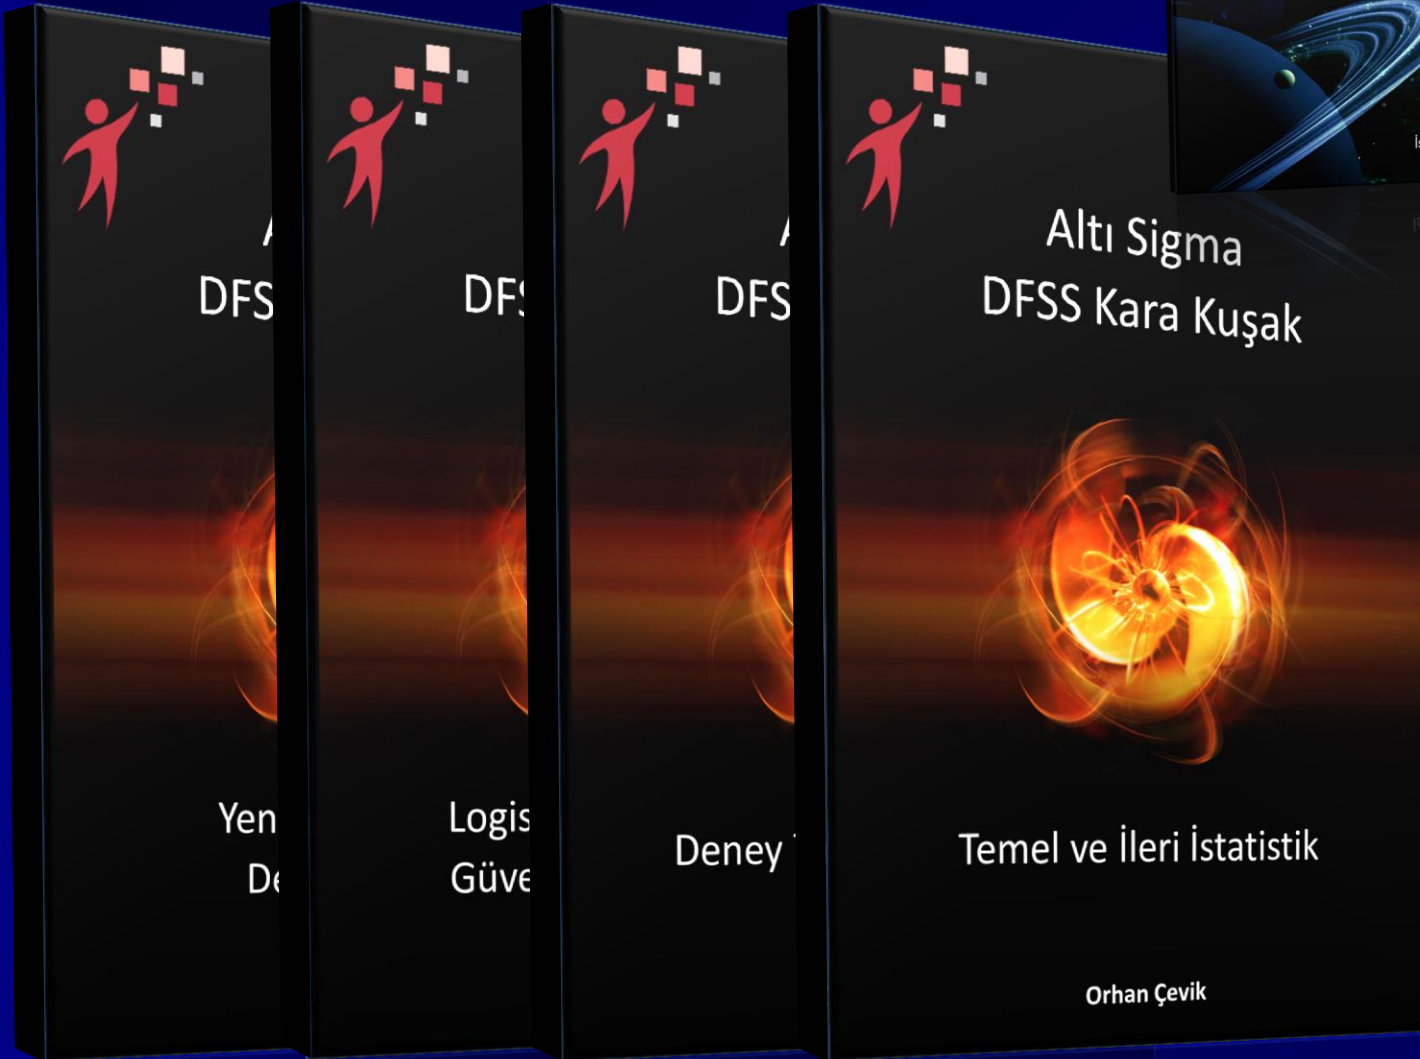 DFS
Yen
De
DFS
Logis
Güve
DFS
Deney
Altı Sigma
DFSS Kara Kuşak
Temel ve İleri İstatistik
Orhan Çevik